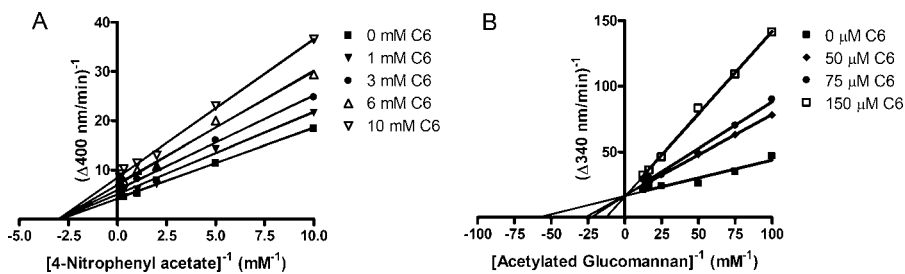 A
(Δ400 nm/min)-1
40
30
20
10
-5.0 -2.5 0.0 2.5 5.0 7.5 10.0
[4-Nitrophenyl acetate]-1 (mM-1)
0 mM C6
1 mM C6
3 mM C6
6 mM C6
10 mM C6
B
(Δ340 nm/min)-1
150
100
50
-100 -75 -50 -25 0 25 50 75 100
[Acetylated Glucomannan]-1 (mM-1)
0 µM C6
50 µM C6
75 µM C6
150 µM C6